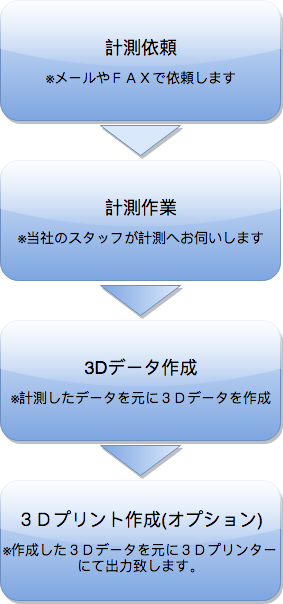 計測依頼
※メールやＦＡＸで依頼します
計測作業
※当社のスタッフが計測へお伺いします
3Dデータ作成
※計測したデータを元に３Ｄデータを作成
３Ｄプリント作成(オプション)
※作成した３Ｄデータを元に３Ｄプリンター
にて出力致します。